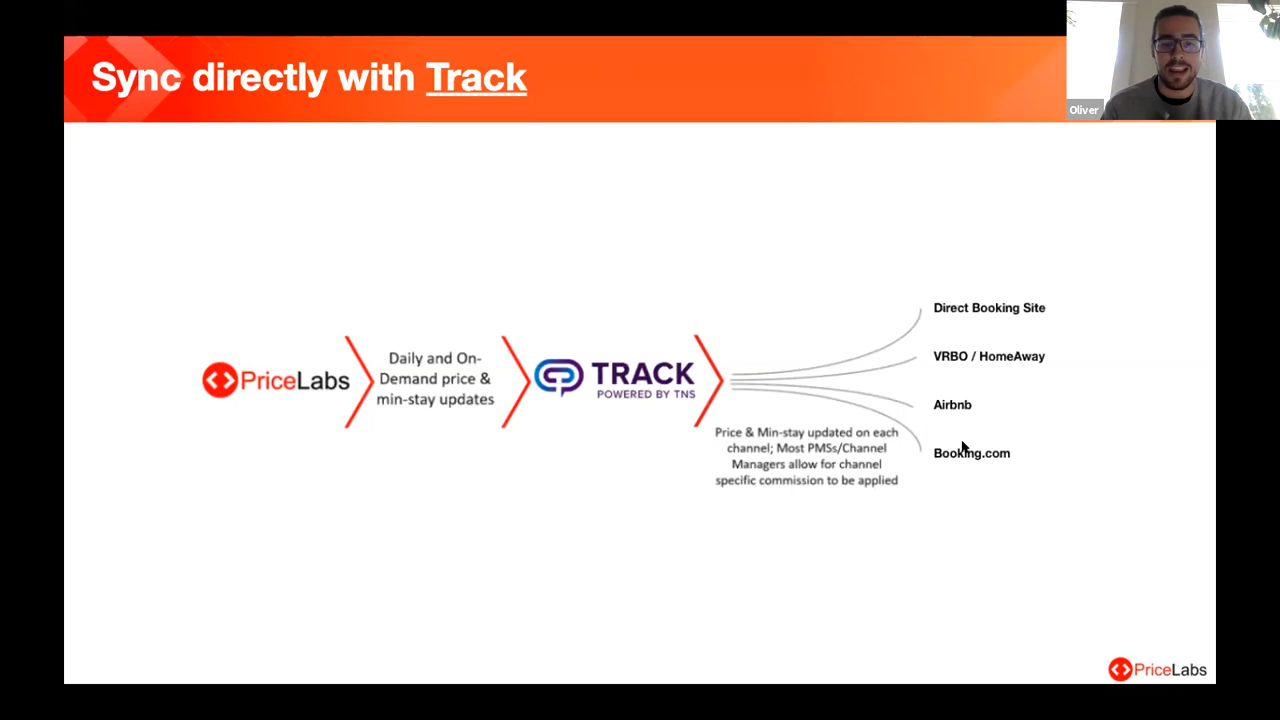 Sync directly with Track
Oliver
PriceLabs
Daily and On-
Demand price &
min-stay updates
TRACK
POWERED BY TNS
Price & Min-stay updated on each
channel; Most PMSs/Channel
Managers allow for channel
specific commission to be applied
Direct Booking Site
VRBO / HomeAway
Airbnb
Booking.com
PriceLabs